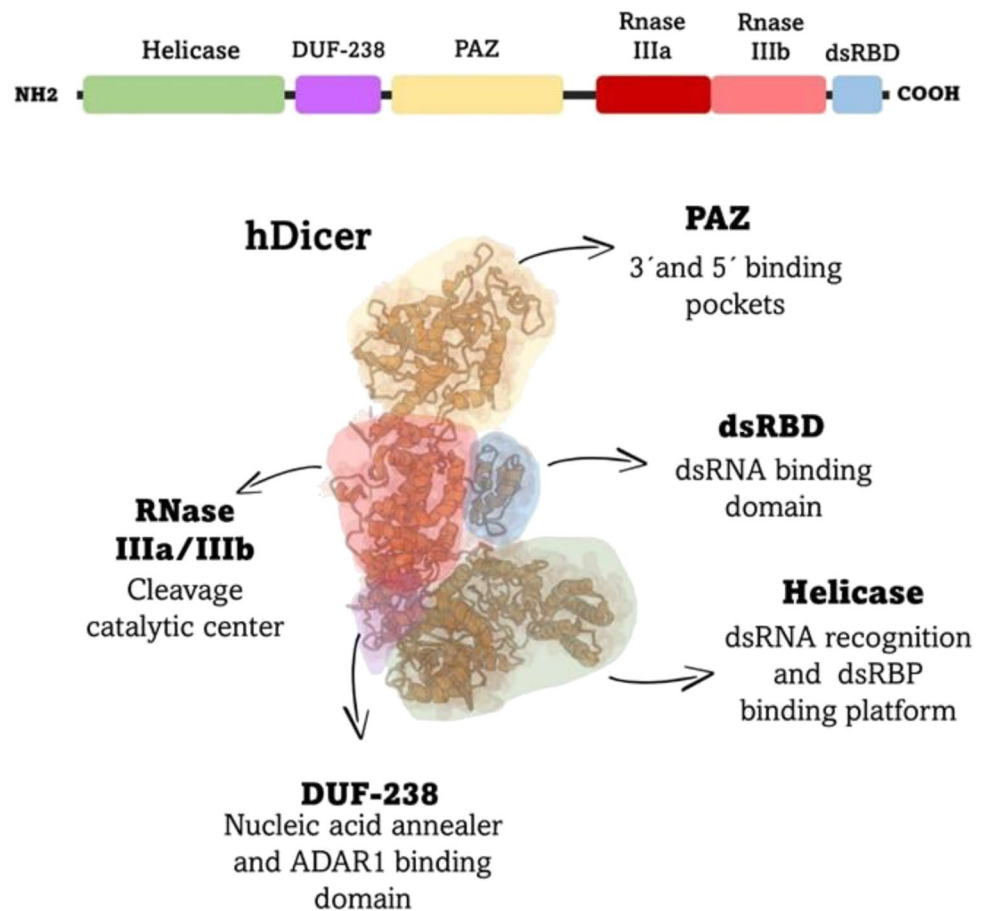 Helicase
DUF-238
PAZ
Rnase
IIIa
Rnase
IIIb
dsRBD
NH2
COOH
hDicer
PAZ
3´and 5´ binding
pockets
dsRBD
dsRNA binding
domain
RNase
IIIa/IIIb
Cleavage
catalytic center
Helicase
dsRNA recognition
and dsRBP
binding platform
DUF-238
Nucleic acid annealer
and ADAR1 binding
domain